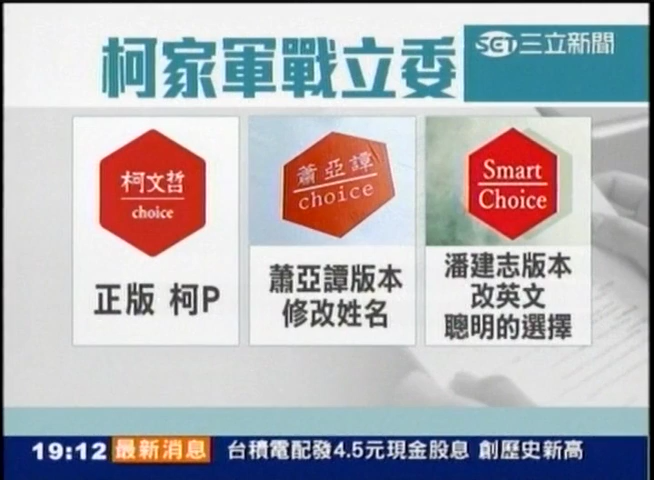 柯家軍戰立委
SET三立新聞
柯文哲
choice
正版 柯P
蕭亞譚
choice
蕭亞譚版本
修改姓名
Smart
Choice
潘建志版本
改英文
聰明的選擇
19:12 最新消息 台積電配發4.5元現金股息 創歷史新高